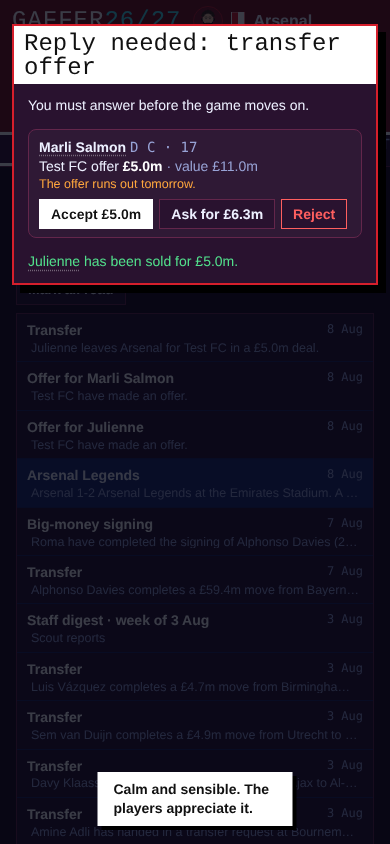 GAFFER26/27 Arsenal
Reply needed: transfer
offer
You must answer before the game moves on.
Marli Salmon D C · 17
Test FC offer £5.0m · value £11.0m
The offer runs out tomorrow.
Accept £5.0m Ask for £6.3m Reject
Julienne has been sold for £5.0m.
Transfer 8 Aug
Julienne leaves Arsenal for Test FC in a £5.0m deal.
Offer for Marli Salmon 8 Aug
Test FC have made an offer.
Offer for Julienne 8 Aug
Test FC have made an offer.
Arsenal Legends 8 Aug
Arsenal 1-2 Arsenal Legends at the Emirates Stadium. A ...
Big-money signing 7 Aug
Roma have completed the signing of Alphonso Davies (2...
Transfer 7 Aug
Alphonso Davies completes a £59.4m move from Bayern...
Staff digest · week of 3 Aug 3 Aug
Scout reports
Transfer 3 Aug
Luis Vázquez completes a £4.7m move from Birmingha...
Transfer 3 Aug
Sem van Duijn completes a £4.9m move from Utrecht to ...
Transfer 3 Aug
Davy Klaass jax to Al-...
Calm and sensible. The
players appreciate it.
Transfer 3 Aug
Amine Adli has handed in a transfer request at Bournem...